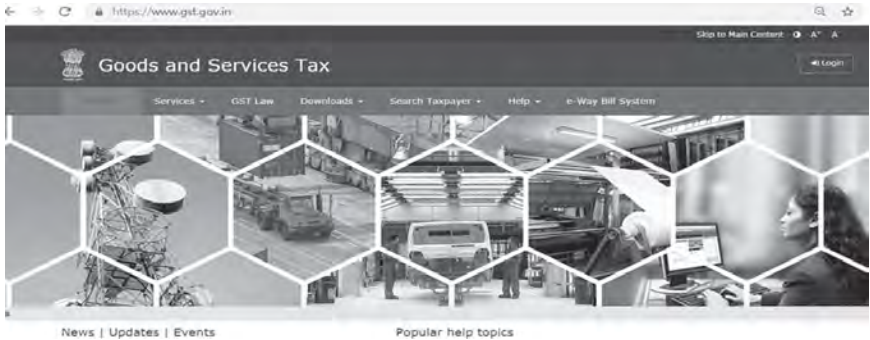 https://www.gst.gov.in
Skip to Main Content A+ A
Goods and Services Tax
Login
Services GST Law Downloads Search Taxpayer Help e-Way Bill System
News | Updates | Events
Popular help topics